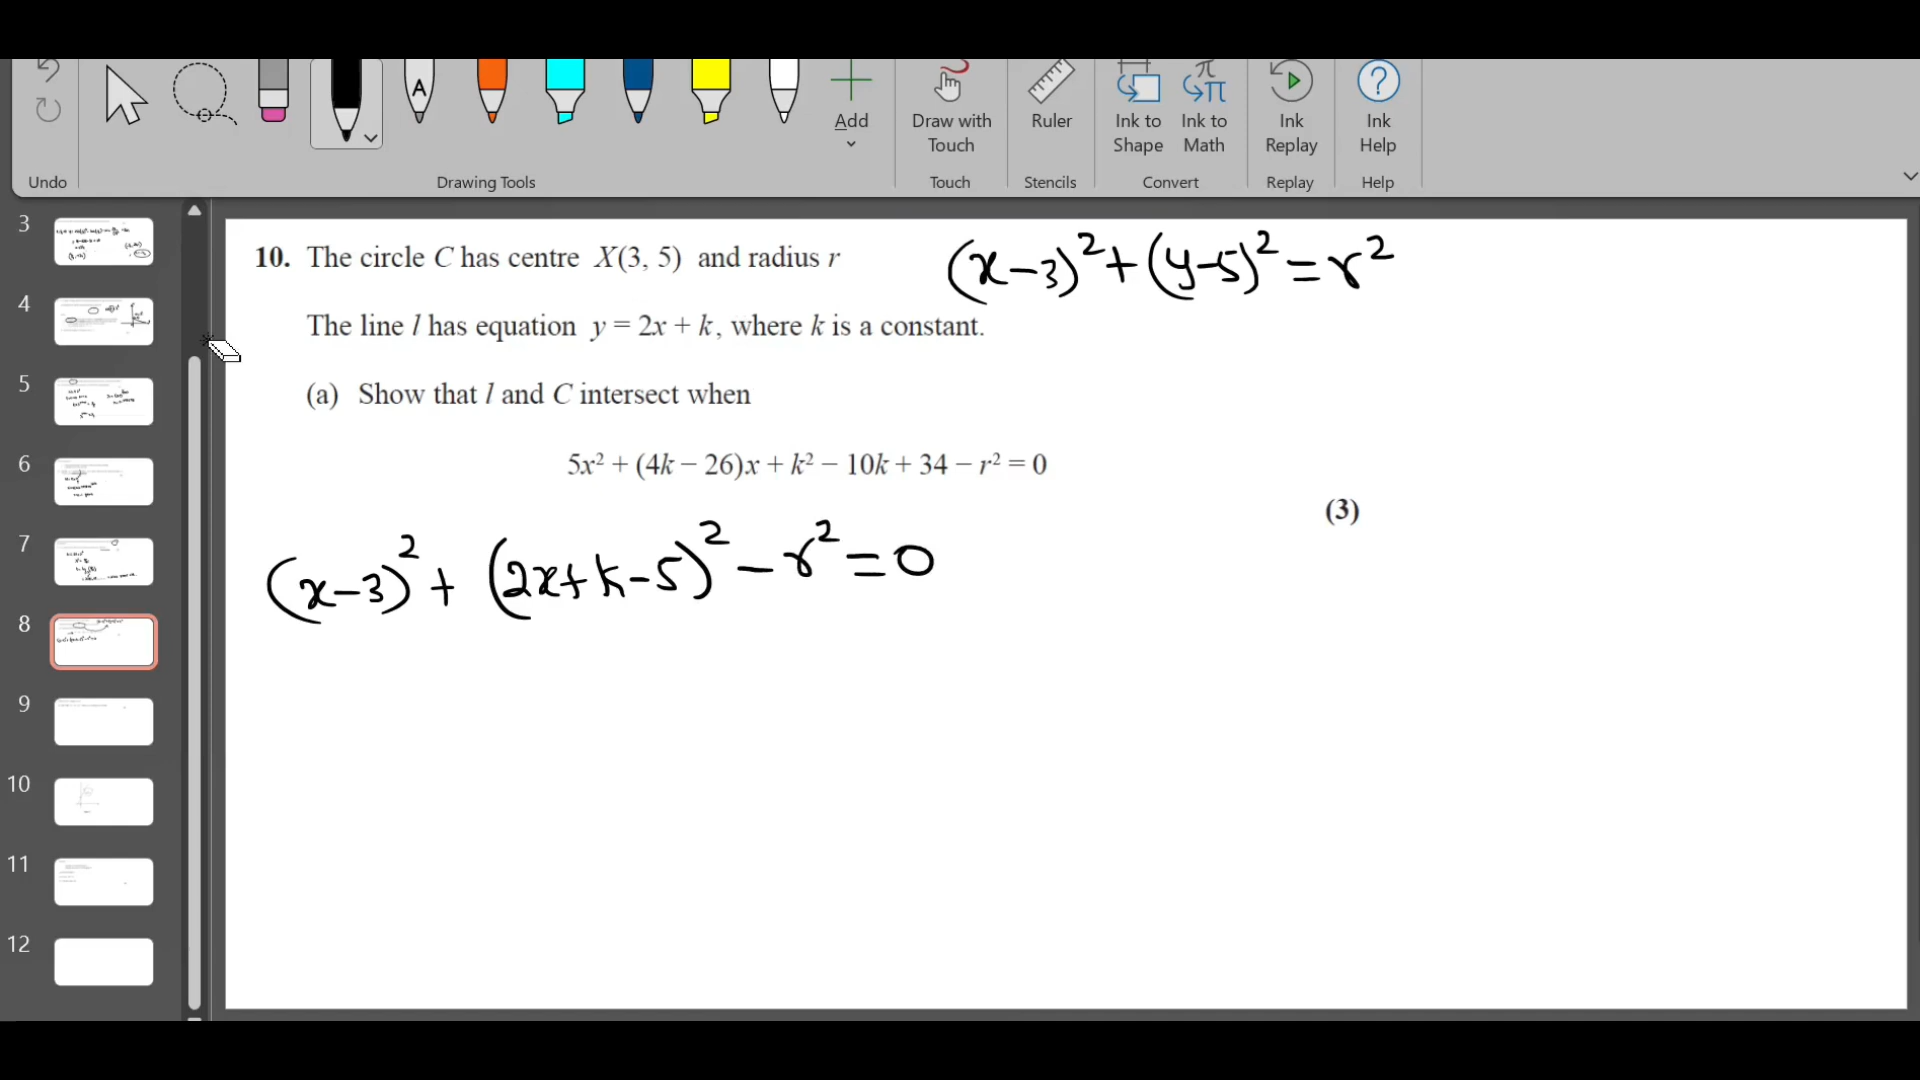 Undo
A
Add
Drawing Tools
Draw with Touch
Touch
Ruler
Stencils
Ink to Shape
Ink to Math
Convert
Ink Replay
Replay
Ink Help
Help
3
4
5
6
7
8
9
10
11
12
10. The circle C has centre X(3, 5) and radius r
(x-3)²+(y-5)²=r²
The line l has equation y = 2x + k, where k is a constant.
(a) Show that l and C intersect when
5x² + (4k − 26)x + k² − 10k + 34 − r² = 0
(3)
(x-3)² + (2x+k-5)² - r² = 0